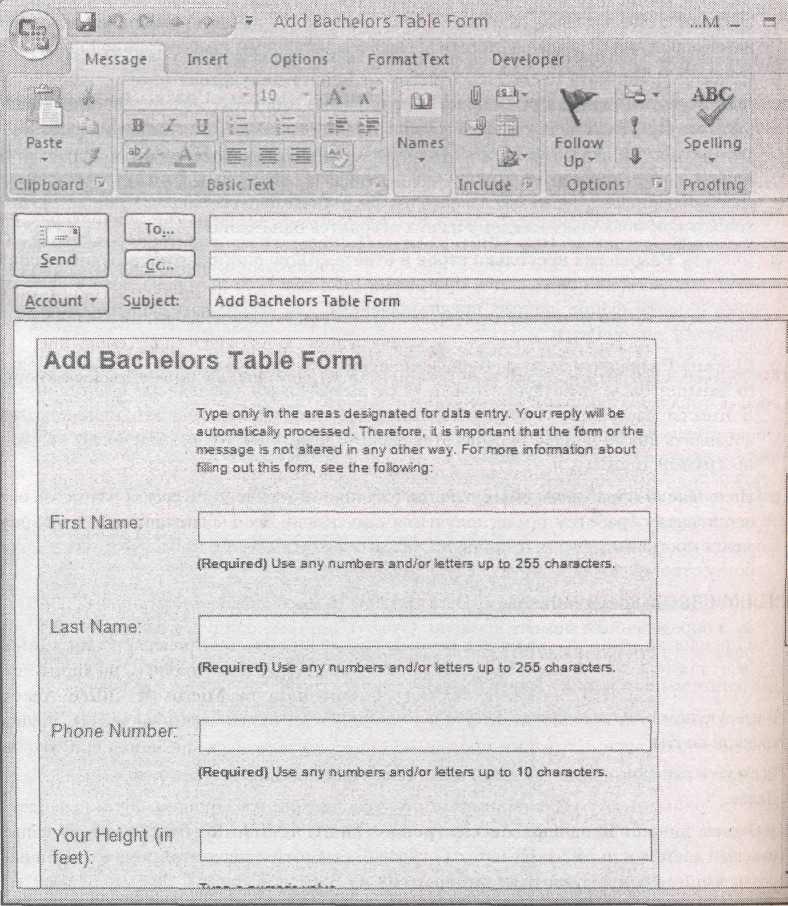 Add Bachelors Table Form
...M
Message Insert Options Format Text Developer
10
Paste
B I U
Names
Follow Up
ABC
Spelling
Clipboard Basic Text Include Options Proofing
To...
Send
Cc...
Account Subject: Add Bachelors Table Form
Add Bachelors Table Form
Type only in the areas designated for data entry. Your reply will be
automatically processed. Therefore, it is important that the form or the
message is not altered in any other way. For more information about
filling out this form, see the following:
First Name:
(Required) Use any numbers and/or letters up to 255 characters.
Last Name:
(Required) Use any numbers and/or letters up to 255 characters.
Phone Number:
(Required) Use any numbers and/or letters up to 10 characters.
Your Height (in
feet):
Type a numeric value